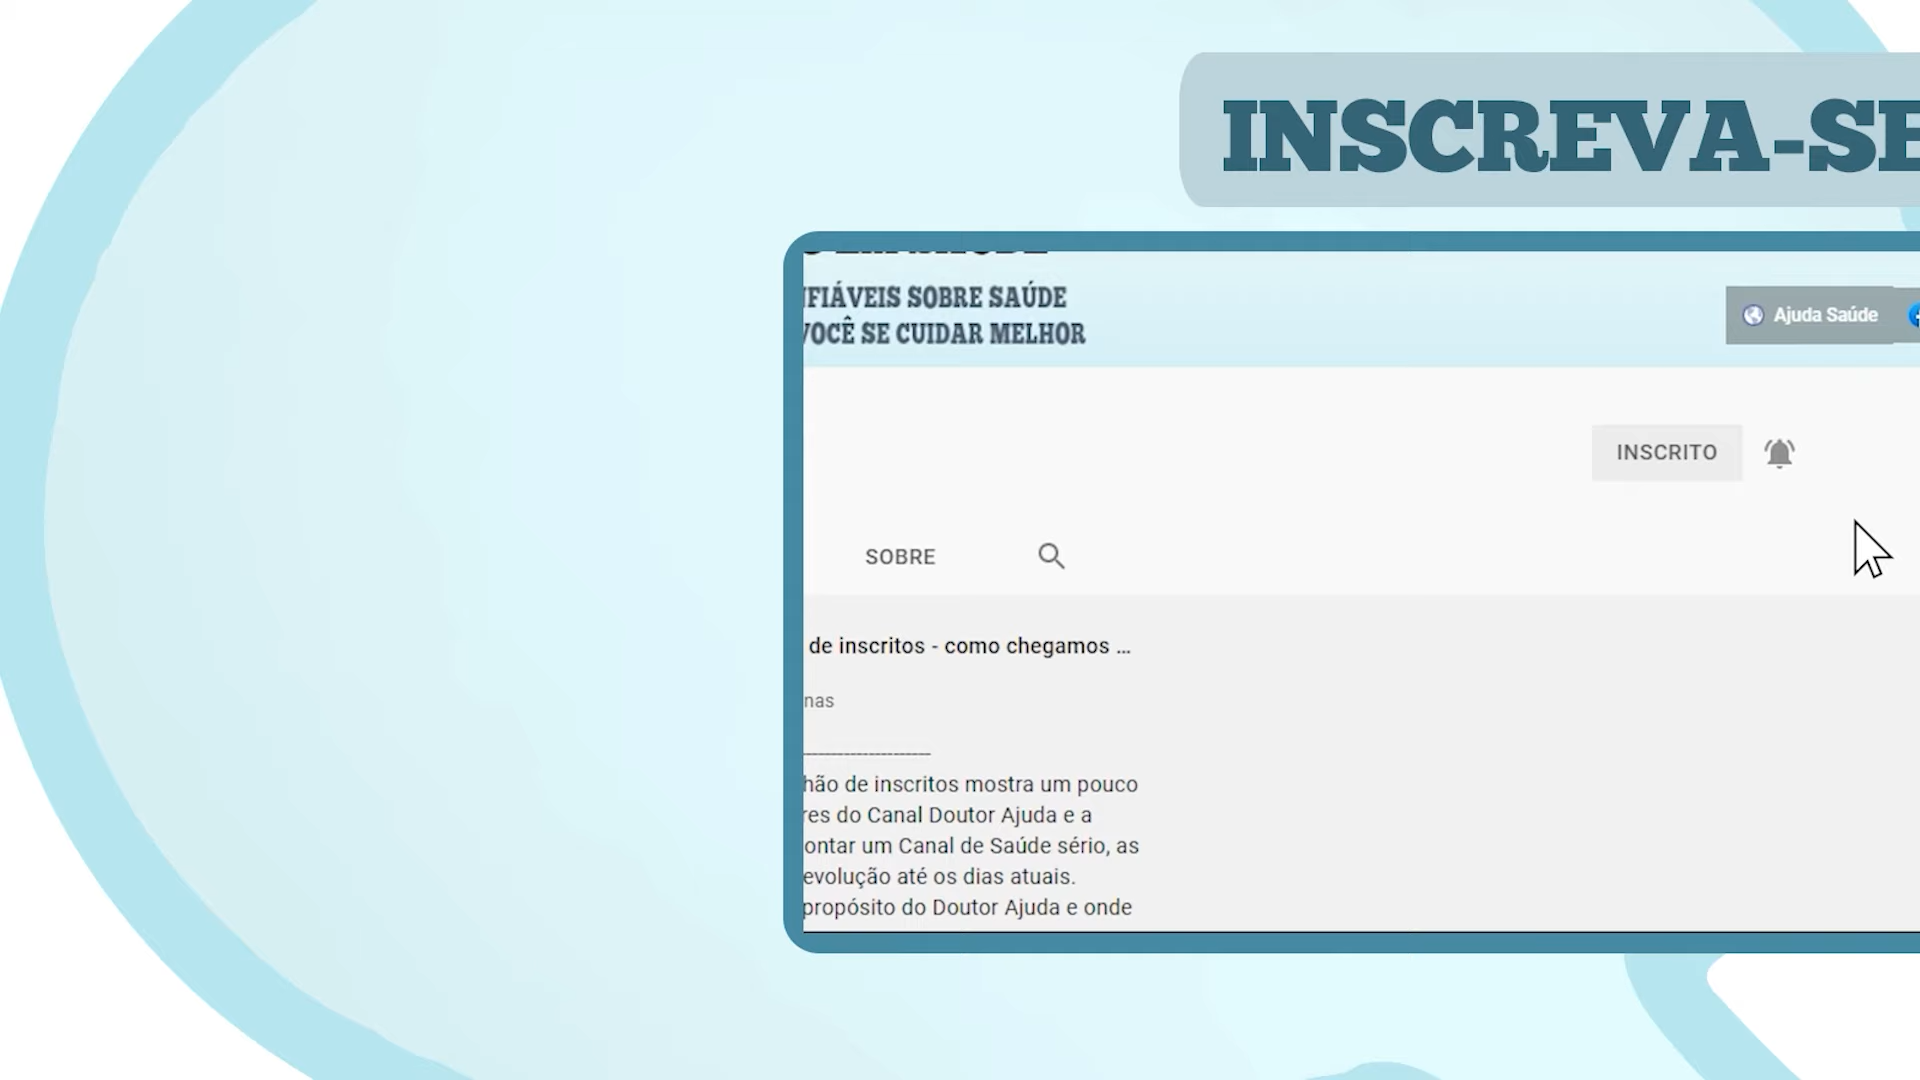 INSCREVA-SE
FIÁVEIS SOBRE SAÚDE
VOCÊ SE CUIDAR MELHOR
Ajuda Saúde
INSCRITO
SOBRE
de inscritos - como chegamos ...
nas
hão de inscritos mostra um pouco
res do Canal Doutor Ajuda e a
ontar um Canal de Saúde sério, as
evolução até os dias atuais.
propósito do Doutor Ajuda e onde